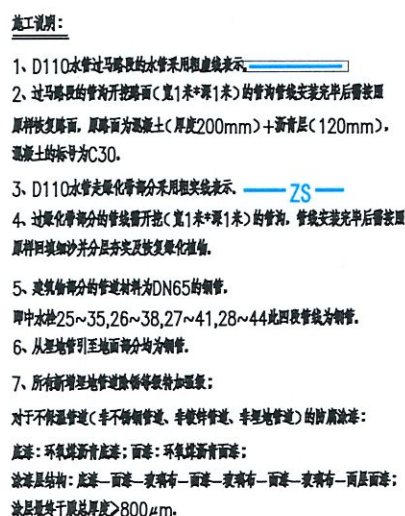 施工说明：
1、D110水管过马路段的水管采用粗虚线表示。
2、过马路段的管沟开挖路面（宽1米*深1米）的管沟管线安装完毕后需按照
原样恢复路面，原路面为混凝土（厚度200mm）+沥青层（120mm），
混凝土的标号为C30。
3、D110水管走绿化带部分采用粗实线表示、 ZS
4、过绿化带部分的管线需开挖（宽1米*深1米）的管沟，管线安装完毕后需按照
原样回填细沙并分层夯实及恢复绿化植物。
5、建筑物部分的管道材料为DN65的钢管。
即中水栓25~35,26~38,27~41,28~44此四段管线为钢管。
6、从埋地管引至地面部分均为钢管。
7、所有新增埋地管道除锈等级特加强级；
对于不保温管道（非不锈钢管道、非镀锌管道、非埋地管道）的防腐涂漆：
底漆：环氧煤沥青底漆；面漆：环氧煤沥青面漆；
涂漆层结构：底漆－面漆－玻璃布－面漆－玻璃布－面漆－玻璃布－两层面漆；
涂层最终干膜总厚度>800μm。